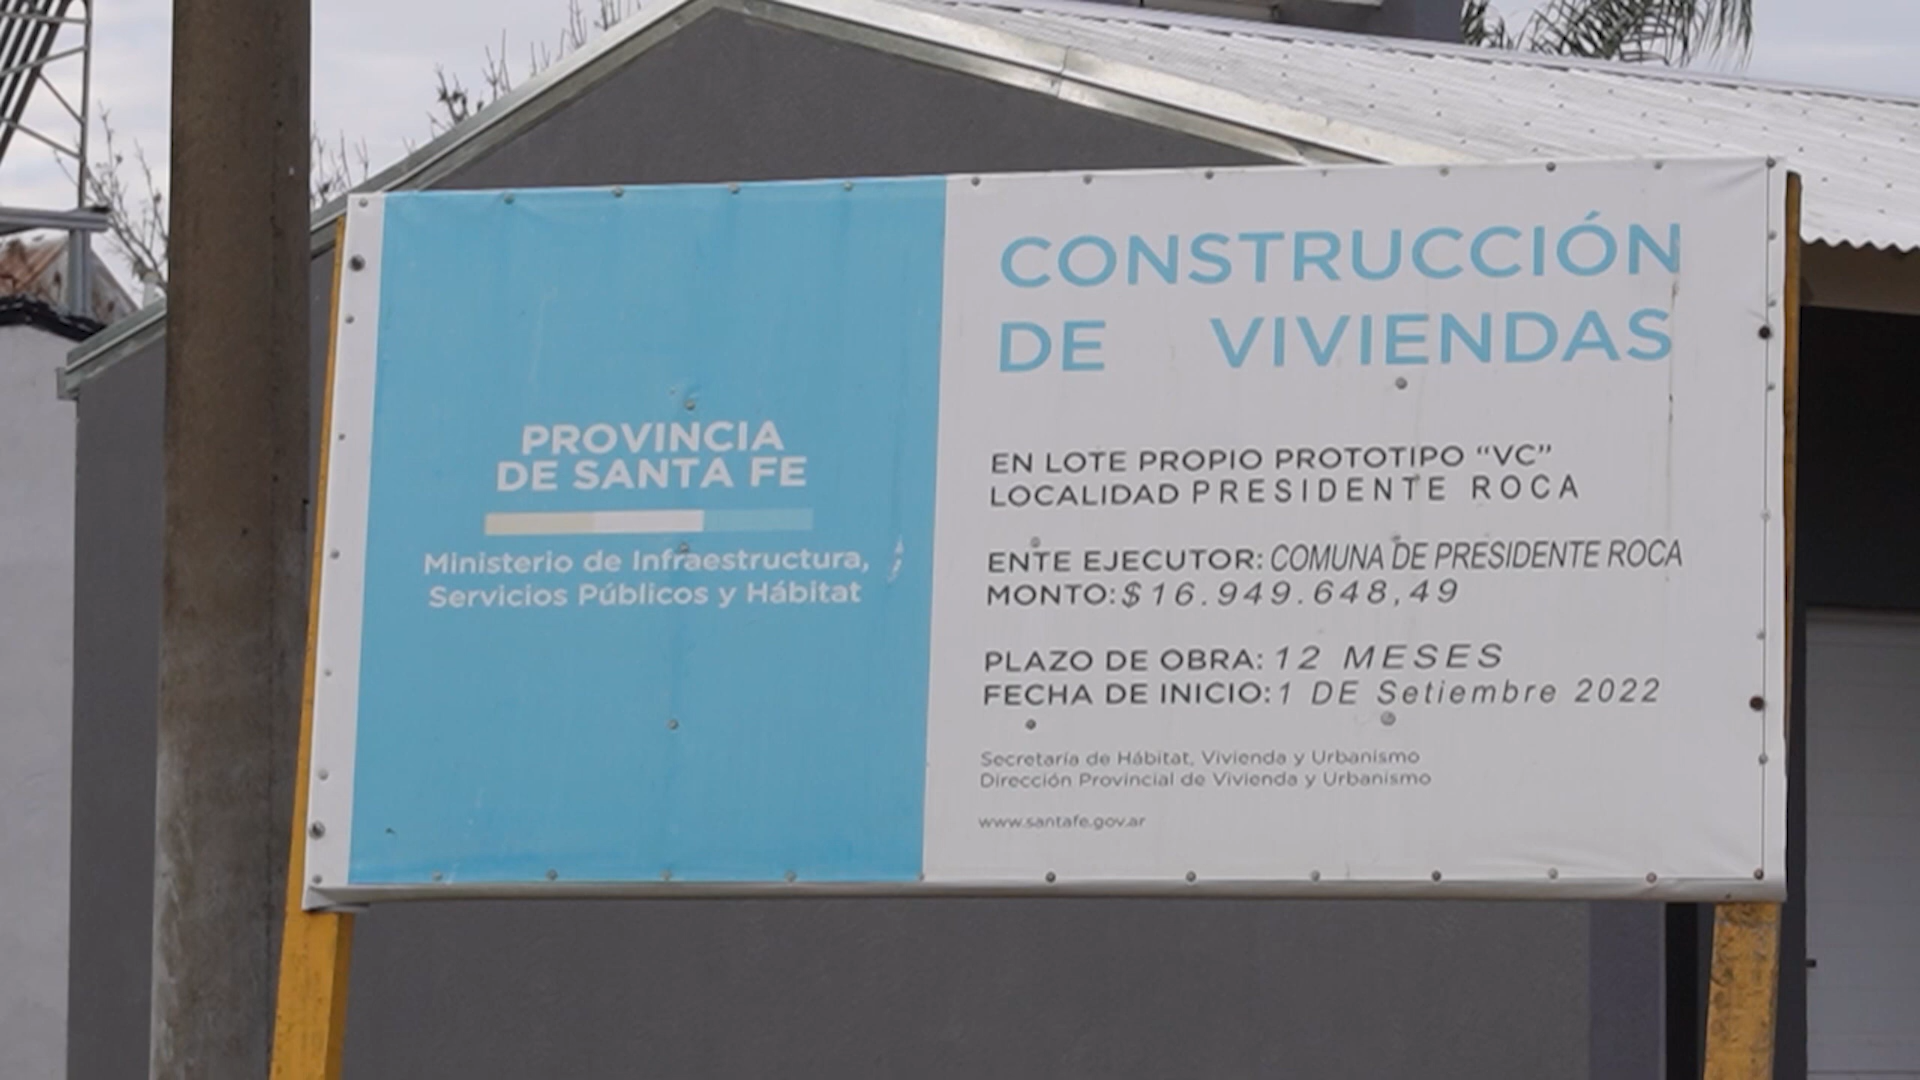 PROVINCIA
DE SANTA FE
Ministerio de Infraestructura,
Servicios Públicos y Hábitat
CONSTRUCCIÓN
DE VIVIENDAS
EN LOTE PROPIO PROTOTIPO “VC”
LOCALIDAD PRESIDENTE ROCA
ENTE EJECUTOR: COMUNA DE PRESIDENTE ROCA
MONTO: $16.949.648,49
PLAZO DE OBRA: 12 MESES
FECHA DE INICIO: 1 DE Setiembre 2022
Secretaría de Hábitat, Vivienda y Urbanismo
Dirección Provincial de Vivienda y Urbanismo
www.santafe.gov.ar